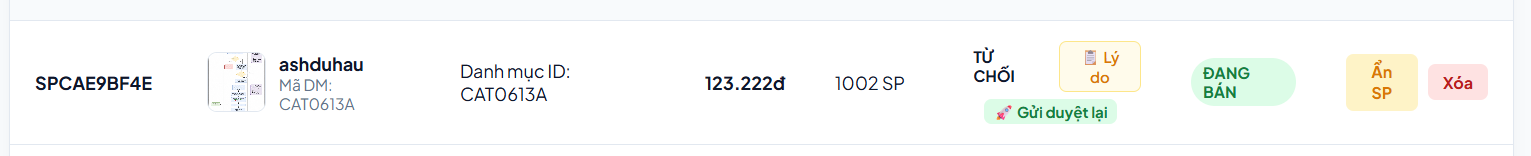 SPCAE9BF4E
ashduhau
Mã DM:
CAT0613A
Danh mục ID:
CAT0613A
123.222đ
1002 SP
TỪ
CHỐI
📋 Lý
do
🚀 Gửi duyệt lại
ĐANG
BÁN
Ẩn
SP
Xóa